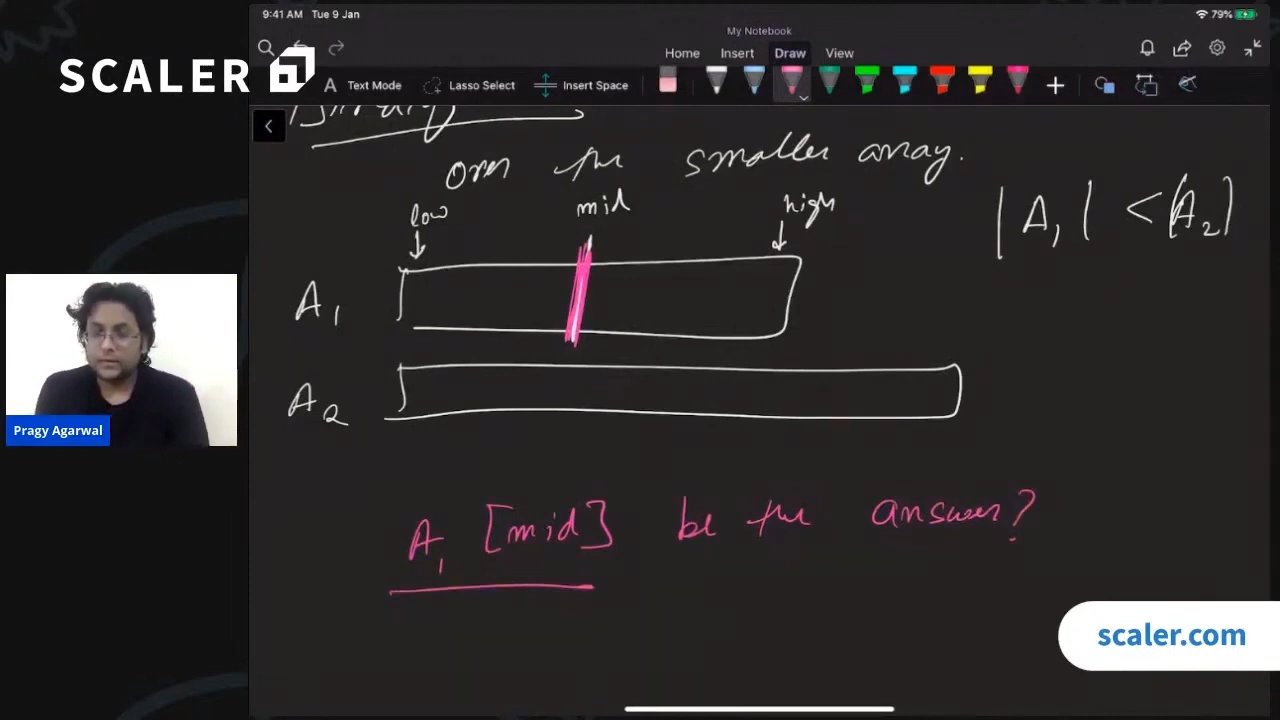 9:41 AM Tue 9 Jan
79%
My Notebook
SCALER
Home Insert Draw View
A Text Mode Lasso Select Insert Space
Binary
over the smaller array.
low mid high
|A1| < |A2|
A1
A2
Pragy Agarwal
A1 [mid] be the answer?
scaler.com